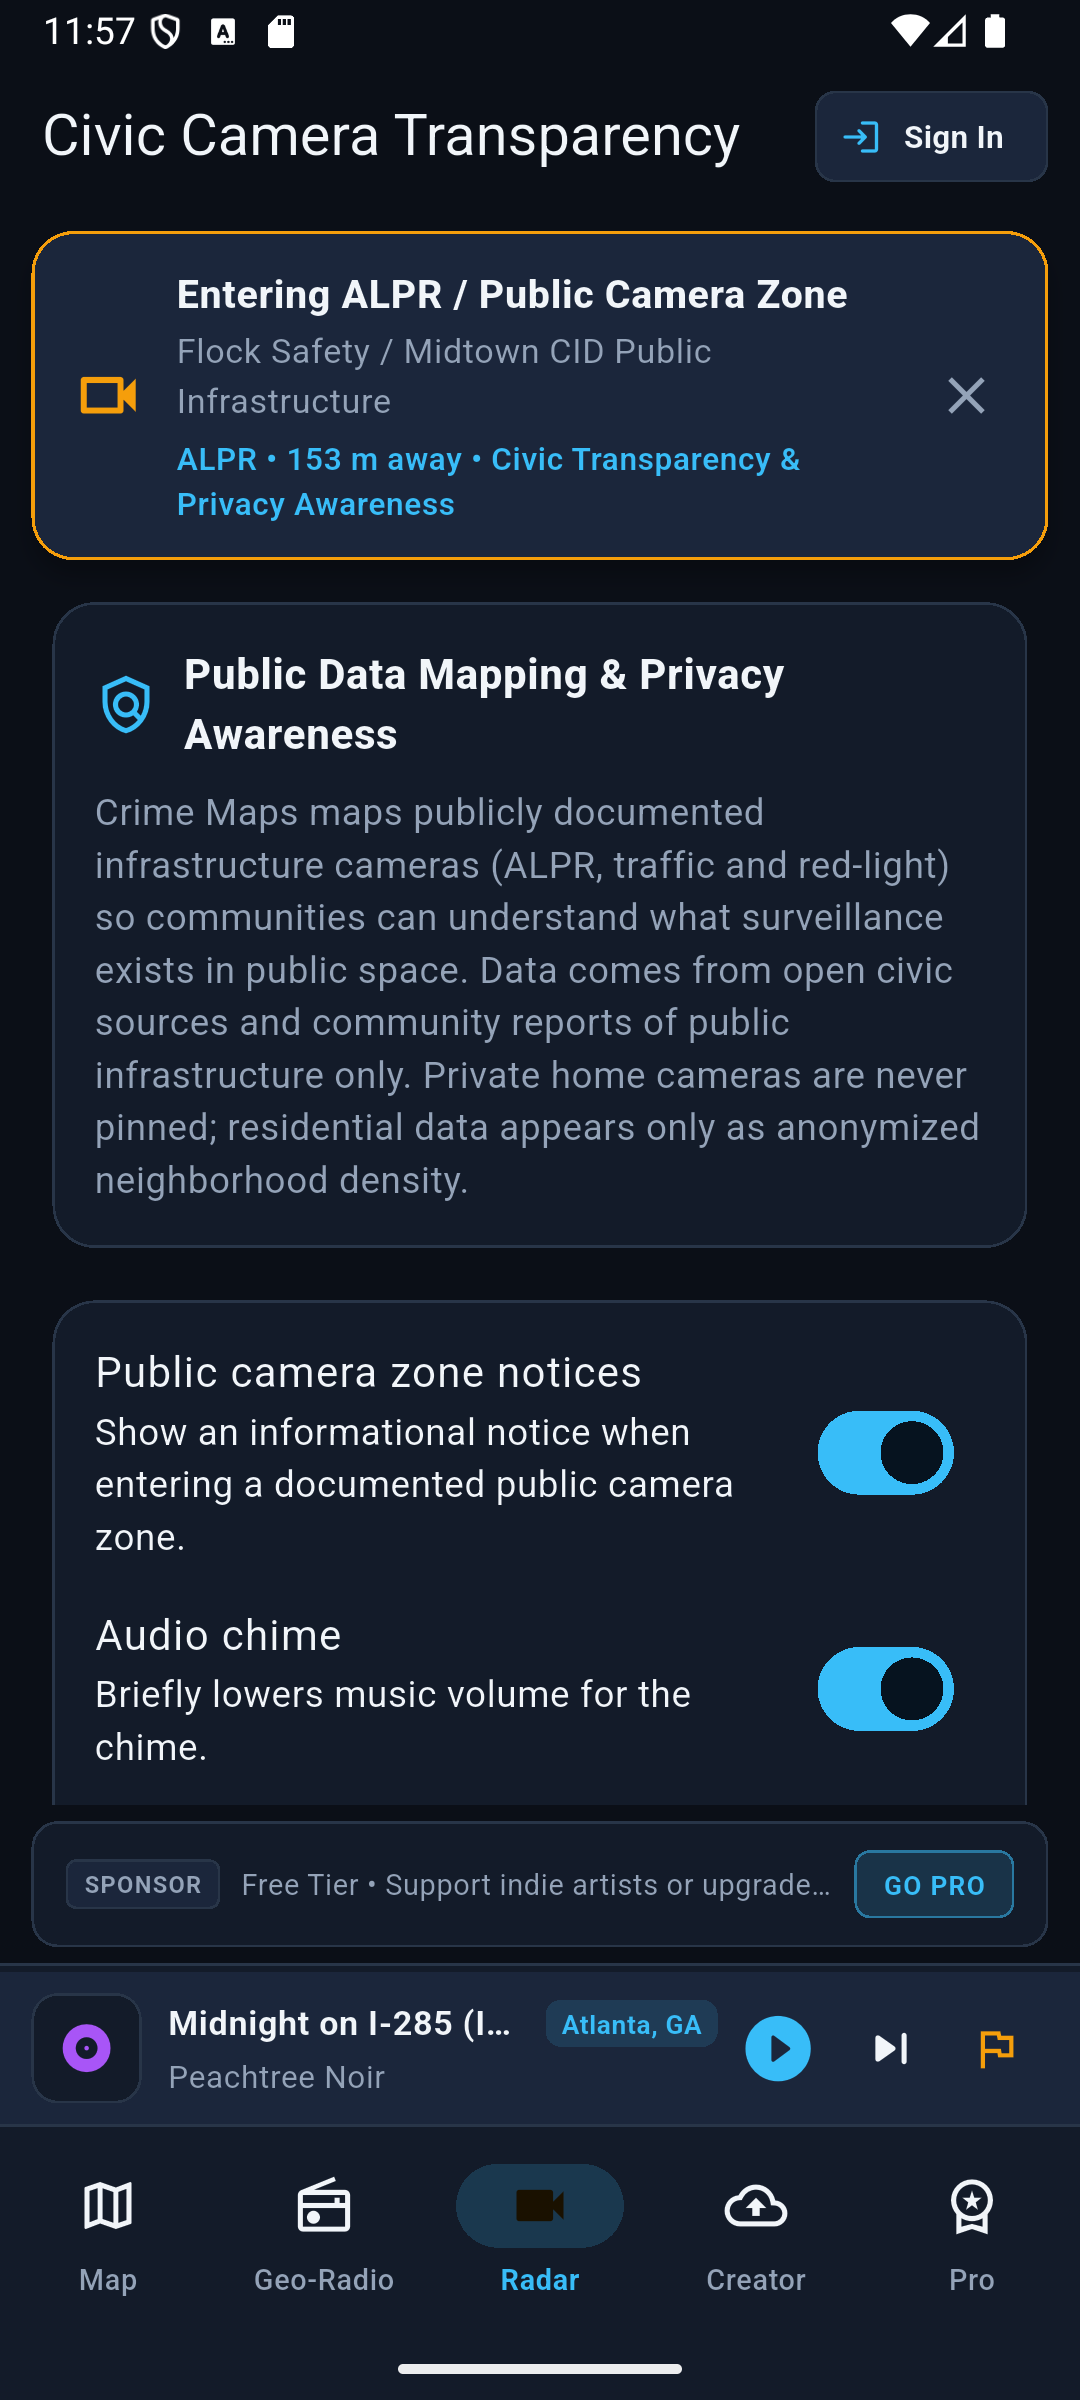 11:57
Civic Camera Transparency
Sign In
Entering ALPR / Public Camera Zone
Flock Safety / Midtown CID Public
Infrastructure
ALPR • 153 m away • Civic Transparency &
Privacy Awareness
Public Data Mapping & Privacy
Awareness
Crime Maps maps publicly documented
infrastructure cameras (ALPR, traffic and red-light)
so communities can understand what surveillance
exists in public space. Data comes from open civic
sources and community reports of public
infrastructure only. Private home cameras are never
pinned; residential data appears only as anonymized
neighborhood density.
Public camera zone notices
Show an informational notice when
entering a documented public camera
zone.
Audio chime
Briefly lowers music volume for the
chime.
SPONSOR
Free Tier • Support indie artists or upgrade...
GO PRO
Midnight on I-285 (I...
Atlanta, GA
Peachtree Noir
Map
Geo-Radio
Radar
Creator
Pro